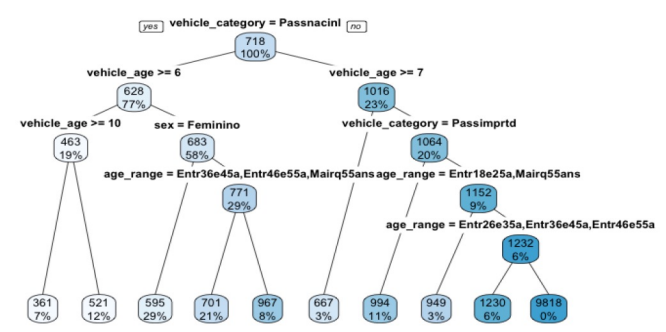 yes vehicle_category = Passnacinl no
718
100%
vehicle_age >= 6 vehicle_age >= 7
628 1016
77% 23%
vehicle_age >= 10 sex = Feminino vehicle_category = Passimprtd
463 683 1064
19% 58% 20%
age_range = Entr36e45a,Entr46e55a,Mairq55ans age_range = Entr18e25a,Mairq55ans
771 1152
29% 9%
age_range = Entr26e35a,Entr36e45a,Entr46e55a
1232
6%
361 521 595 701 967 667 994 949 1230 9818
7% 12% 29% 21% 8% 3% 11% 3% 6% 0%